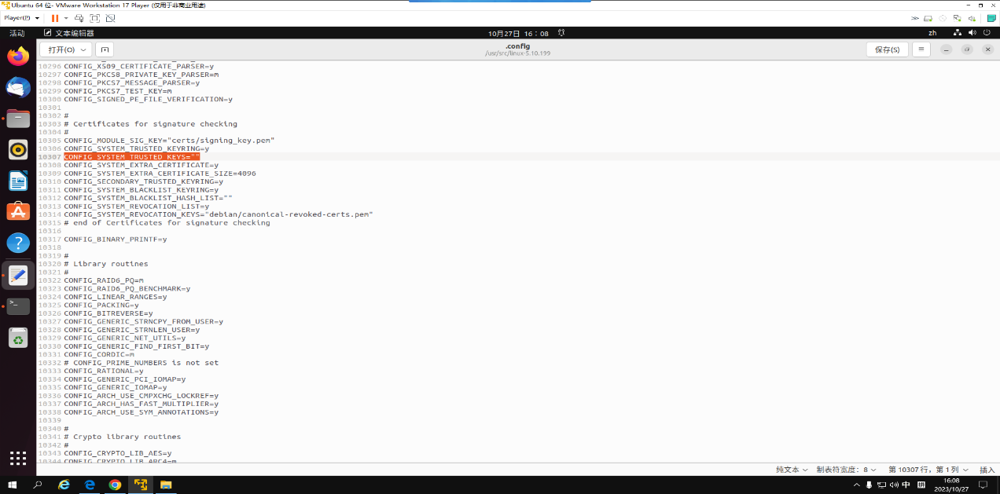 Ubuntu 64 位- VMware Workstation 17 Player (仅用于非商业用途)
Player(P)
活动 文本编辑器 10月27日 16：08 zh
打开(O) .config 保存(S)
/usr/src/linux-5.10.199
10296 CONFIG_X509_CERTIFICATE_PARSER=y
10297 CONFIG_PKCS8_PRIVATE_KEY_PARSER=m
10298 CONFIG_PKCS7_MESSAGE_PARSER=y
10299 CONFIG_PKCS7_TEST_KEY=m
10300 CONFIG_SIGNED_PE_FILE_VERIFICATION=y
10301
10302 #
10303 # Certificates for signature checking
10304 #
10305 CONFIG_MODULE_SIG_KEY="certs/signing_key.pem"
10306 CONFIG_SYSTEM_TRUSTED_KEYRING=y
10307 CONFIG_SYSTEM_TRUSTED_KEYS=""
10308 CONFIG_SYSTEM_EXTRA_CERTIFICATE=y
10309 CONFIG_SYSTEM_EXTRA_CERTIFICATE_SIZE=4096
10310 CONFIG_SECONDARY_TRUSTED_KEYRING=y
10311 CONFIG_SYSTEM_BLACKLIST_KEYRING=y
10312 CONFIG_SYSTEM_BLACKLIST_HASH_LIST=""
10313 CONFIG_SYSTEM_REVOCATION_LIST=y
10314 CONFIG_SYSTEM_REVOCATION_KEYS="debian/canonical-revoked-certs.pem"
10315 # end of Certificates for signature checking
10316
10317 CONFIG_BINARY_PRINTF=y
10318
10319 #
10320 # Library routines
10321 #
10322 CONFIG_RAID6_PQ=m
10323 CONFIG_RAID6_PQ_BENCHMARK=y
10324 CONFIG_LINEAR_RANGES=y
10325 CONFIG_PACKING=y
10326 CONFIG_BITREVERSE=y
10327 CONFIG_GENERIC_STRNCPY_FROM_USER=y
10328 CONFIG_GENERIC_STRNLEN_USER=y
10329 CONFIG_GENERIC_NET_UTILS=y
10330 CONFIG_GENERIC_FIND_FIRST_BIT=y
10331 CONFIG_CORDIC=m
10332 # CONFIG_PRIME_NUMBERS is not set
10333 CONFIG_RATIONAL=y
10334 CONFIG_GENERIC_PCI_IOMAP=y
10335 CONFIG_GENERIC_IOMAP=y
10336 CONFIG_ARCH_USE_CMPXCHG_LOCKREF=y
10337 CONFIG_ARCH_HAS_FAST_MULTIPLIER=y
10338 CONFIG_ARCH_USE_SYM_ANNOTATIONS=y
10339
10340 #
10341 # Crypto library routines
10342 #
10343 CONFIG_CRYPTO_LIB_AES=y
10344 CONFIG_CRYPTO_LIB_ARC4=m
纯文本 制表符宽度：8 第 10307 行，第 1 列 插入
中
16:08
2023/10/27